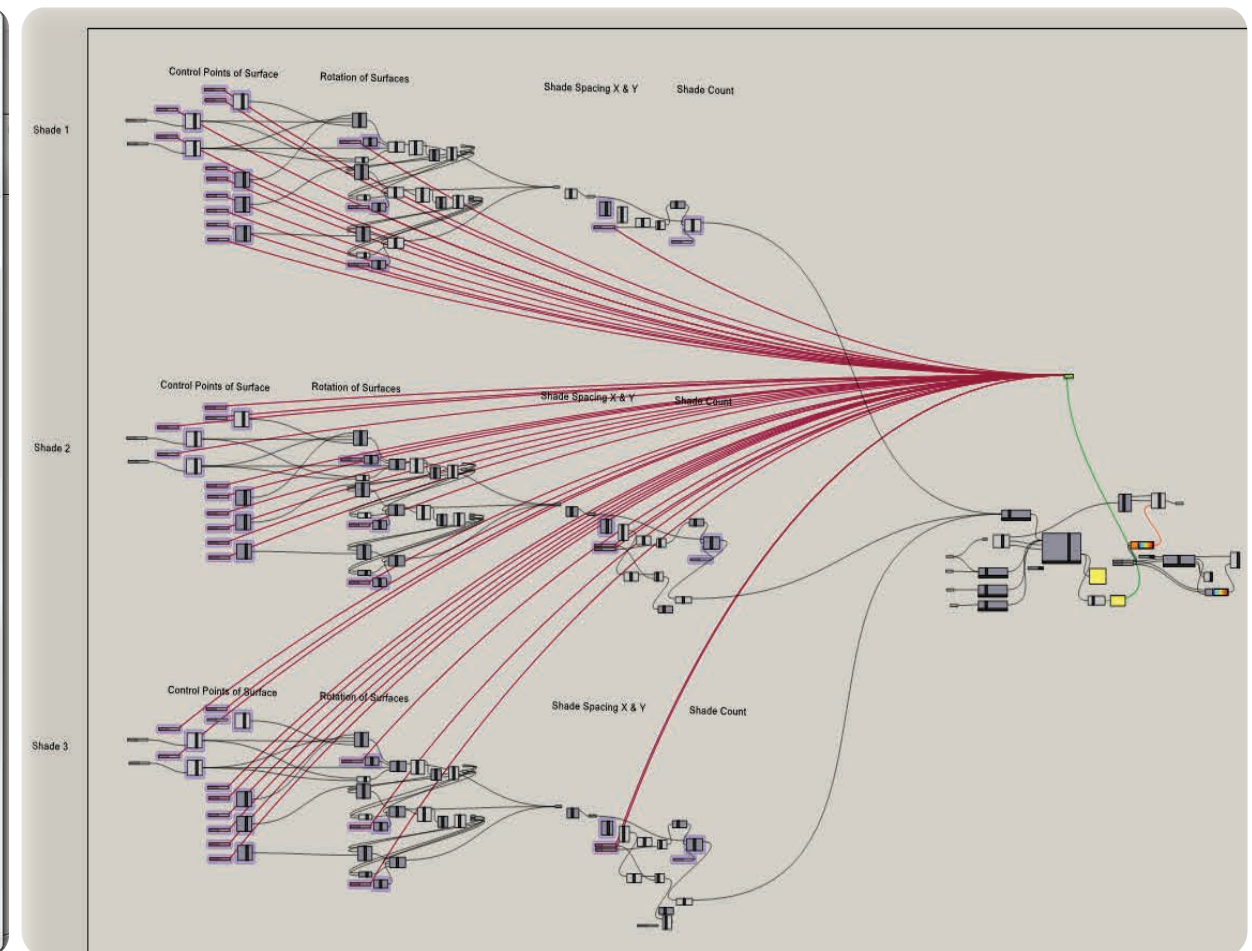 Control Points of Surface
Rotation of Surfaces
Shade Spacing X & Y
Shade Count
Shade 1
Control Points of Surface
Rotation of Surfaces
Shade Spacing X & Y
Shade Count
Shade 2
Control Points of Surface
Rotation of Surfaces
Shade Spacing X & Y
Shade Count
Shade 3